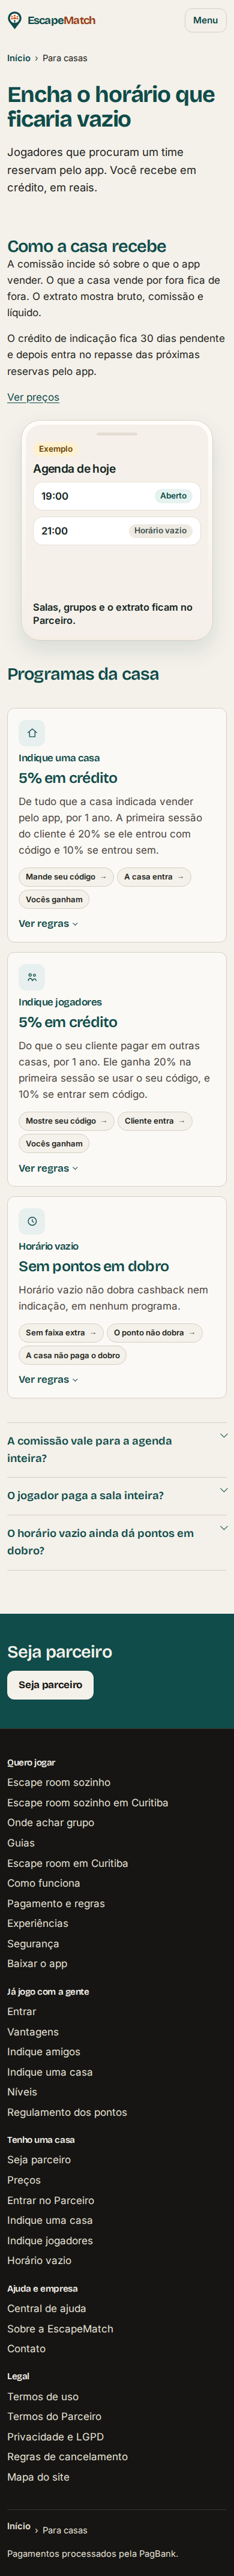 EscapeMatch
Menu
Início › Para casas
Encha o horário que
ficaria vazio
Jogadores que procuram um time
reservam pelo app. Você recebe em
crédito, em reais.
Como a casa recebe
A comissão incide só sobre o que o app
vender. O que a casa vende por fora fica de
fora. O extrato mostra bruto, comissão e
líquido.
O crédito de indicação fica 30 dias pendente
e depois entra no repasse das próximas
reservas pelo app.
Ver preços
Exemplo
Agenda de hoje
19:00 Aberto
21:00 Horário vazio
Salas, grupos e o extrato ficam no
Parceiro.
Programas da casa
Indique uma casa
5% em crédito
De tudo que a casa indicada vender
pelo app, por 1 ano. A primeira sessão
do cliente é 20% se ele entrou com
código e 10% se entrou sem.
Mande seu código → A casa entra →
Vocês ganham
Ver regras
Indique jogadores
5% em crédito
Do que o seu cliente pagar em outras
casas, por 1 ano. Ele ganha 20% na
primeira sessão se usar o seu código, e
10% se entrar sem código.
Mostre seu código → Cliente entra →
Vocês ganham
Ver regras
Horário vazio
Sem pontos em dobro
Horário vazio não dobra cashback nem
indicação, em nenhum programa.
Sem faixa extra → O ponto não dobra →
A casa não paga o dobro
Ver regras
A comissão vale para a agenda
inteira?
O jogador paga a sala inteira?
O horário vazio ainda dá pontos em
dobro?
Seja parceiro
Seja parceiro
Quero jogar
Escape room sozinho
Escape room sozinho em Curitiba
Onde achar grupo
Guias
Escape room em Curitiba
Como funciona
Pagamento e regras
Experiências
Segurança
Baixar o app
Já jogo com a gente
Entrar
Vantagens
Indique amigos
Indique uma casa
Níveis
Regulamento dos pontos
Tenho uma casa
Seja parceiro
Preços
Entrar no Parceiro
Indique uma casa
Indique jogadores
Horário vazio
Ajuda e empresa
Central de ajuda
Sobre a EscapeMatch
Contato
Legal
Termos de uso
Termos do Parceiro
Privacidade e LGPD
Regras de cancelamento
Mapa do site
Início › Para casas
Pagamentos processados pela PagBank.